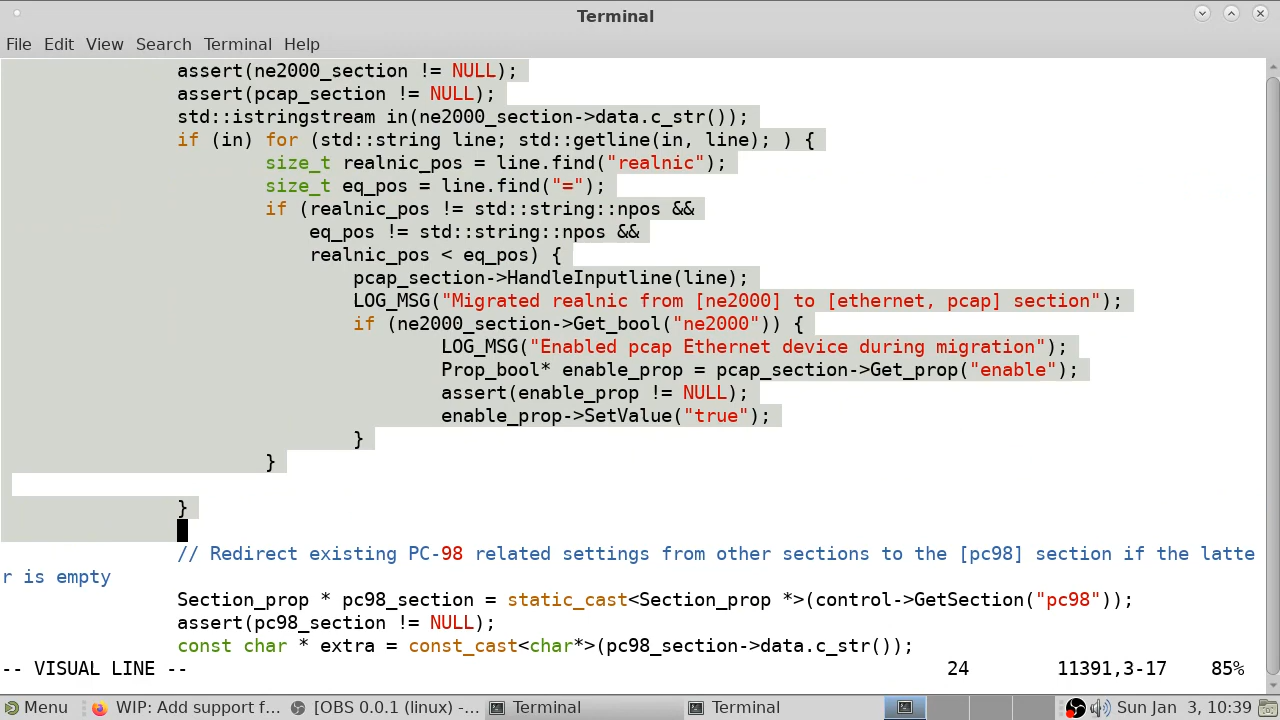 Terminal
File Edit View Search Terminal Help
assert(ne2000_section != NULL);
assert(pcap_section != NULL);
std::istringstream in(ne2000_section->data.c_str());
if (in) for (std::string line; std::getline(in, line); ) {
size_t realnic_pos = line.find("realnic");
size_t eq_pos = line.find("=");
if (realnic_pos != std::string::npos &&
eq_pos != std::string::npos &&
realnic_pos < eq_pos) {
pcap_section->HandleInputline(line);
LOG_MSG("Migrated realnic from [ne2000] to [ethernet, pcap] section");
if (ne2000_section->Get_bool("ne2000")) {
LOG_MSG("Enabled pcap Ethernet device during migration");
Prop_bool* enable_prop = pcap_section->Get_prop("enable");
assert(enable_prop != NULL);
enable_prop->SetValue("true");
}
}
}
// Redirect existing PC-98 related settings from other sections to the [pc98] section if the latte
r is empty
Section_prop * pc98_section = static_cast<Section_prop *>(control->GetSection("pc98"));
assert(pc98_section != NULL);
const char * extra = const_cast<char*>(pc98_section->data.c_str());
-- VISUAL LINE -- 24 11391,3-17 85%
Menu WIP: Add support f... [OBS 0.0.1 (linux) -... Terminal Terminal Sun Jan 3, 10:39